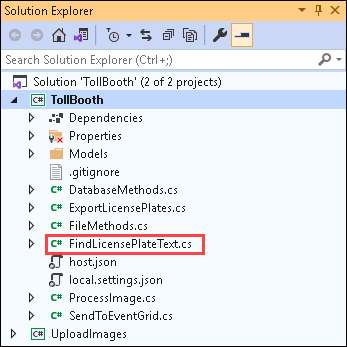 Solution Explorer
Search Solution Explorer (Ctrl+;)
Solution 'TollBooth' (2 of 2 projects)
C# TollBooth
Dependencies
Properties
Models
.gitignore
C# DatabaseMethods.cs
C# ExportLicensePlates.cs
C# FileMethods.cs
C# FindLicensePlateText.cs
host.json
local.settings.json
C# ProcessImage.cs
C# SendToEventGrid.cs
C# UploadImages